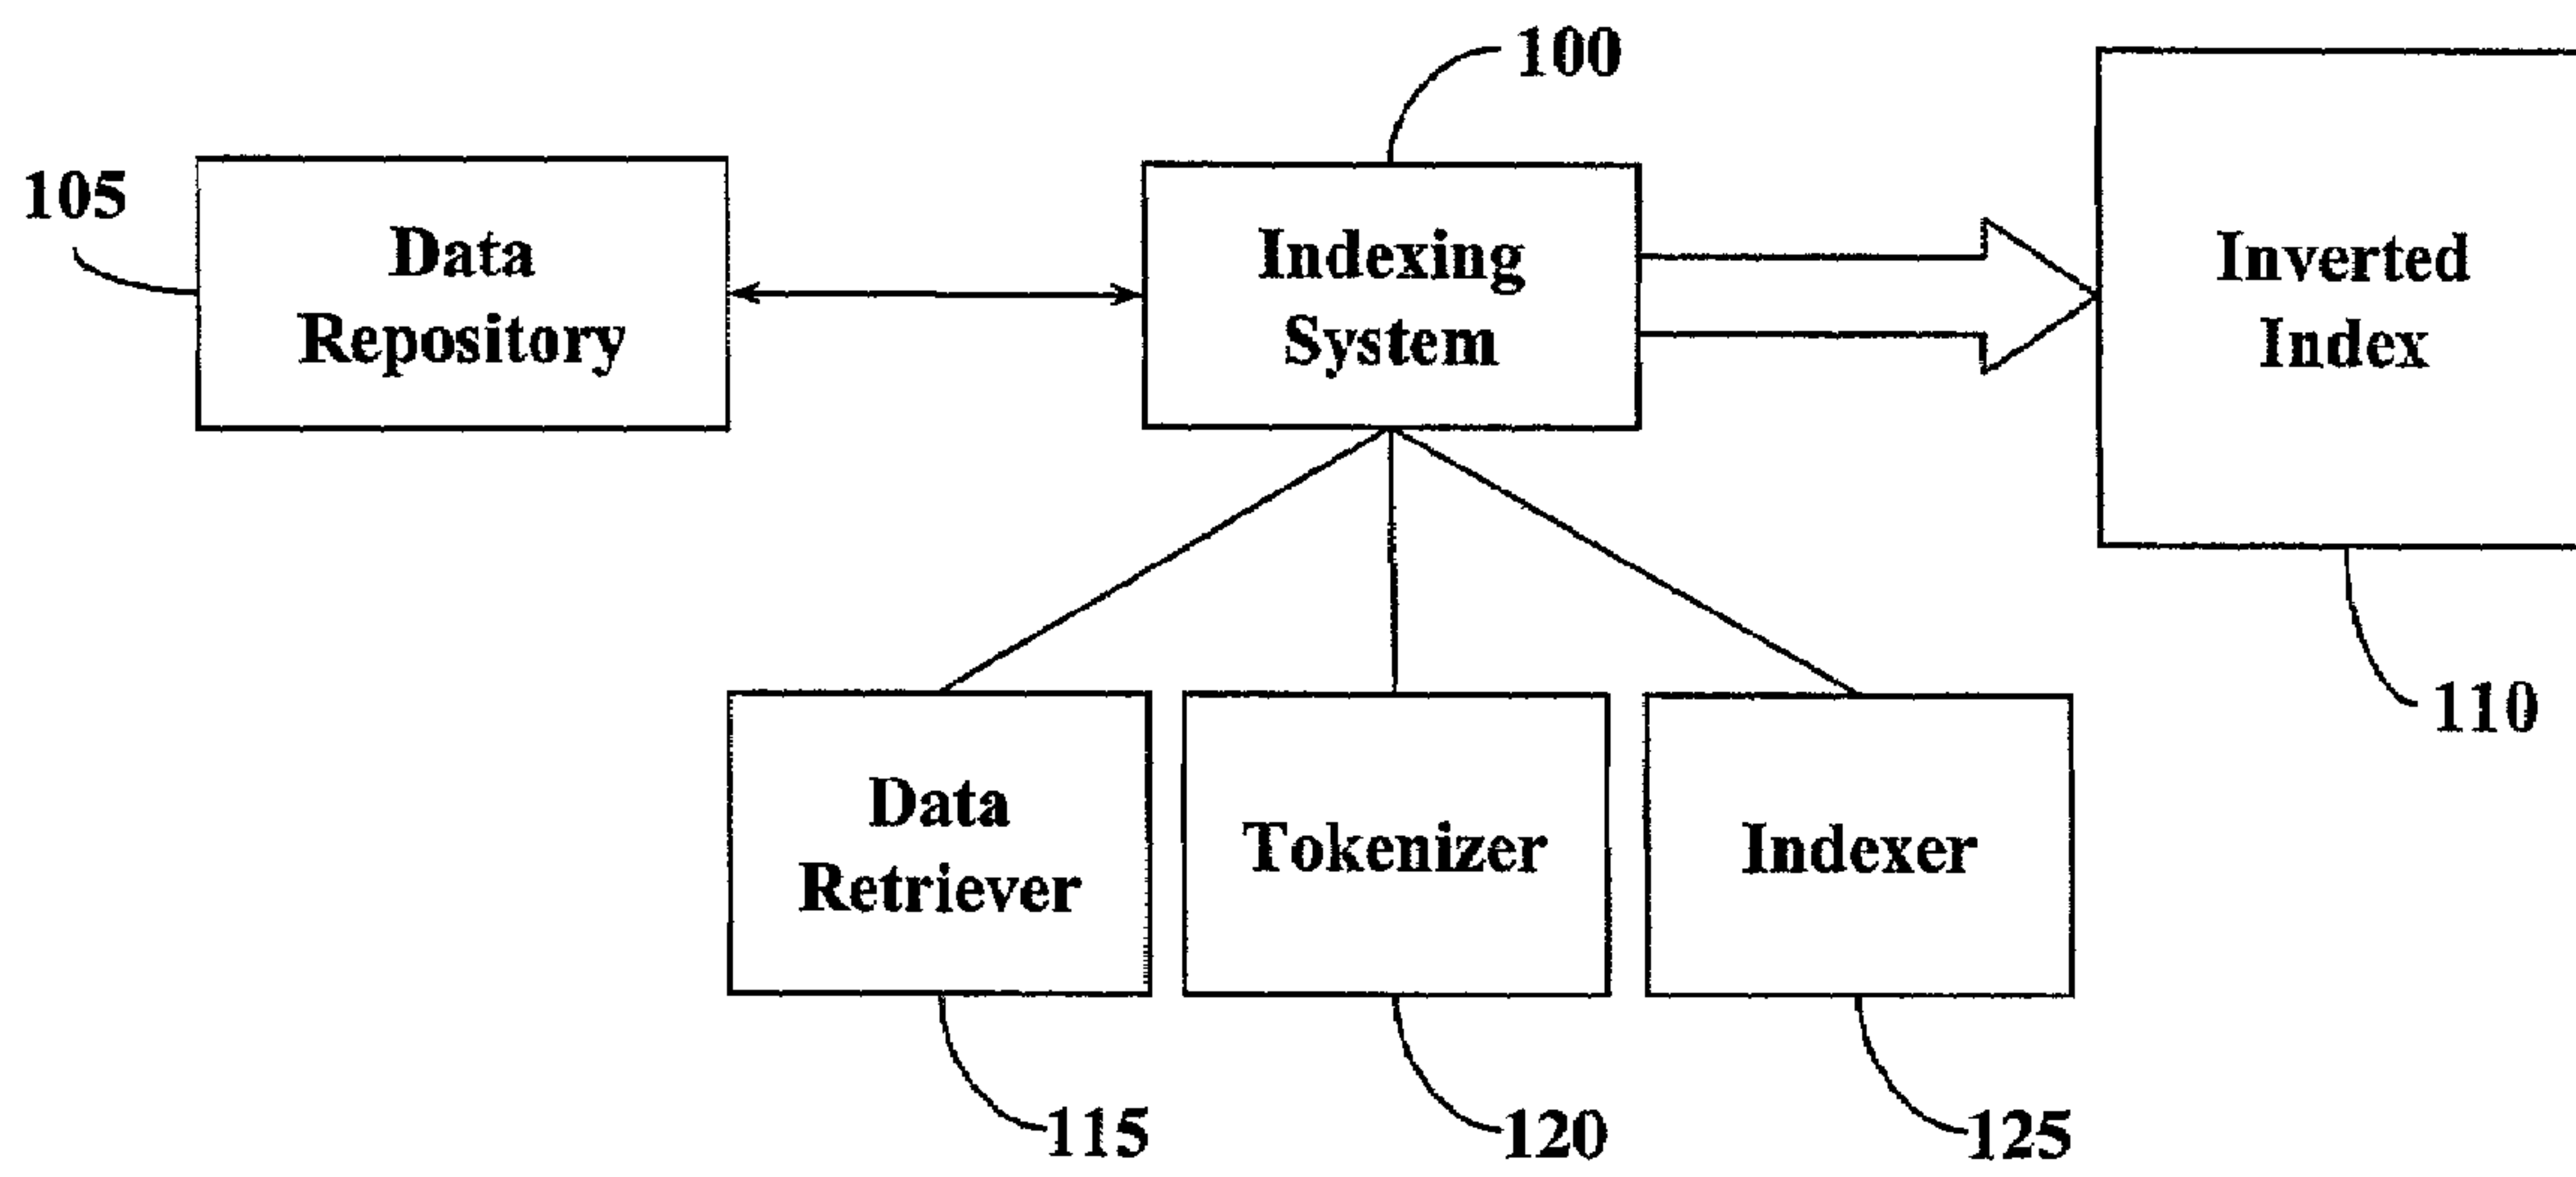 100
105
Data
Repository
Indexing
System
Inverted
Index
110
Data
Retriever
Tokenizer
Indexer
115
120
125